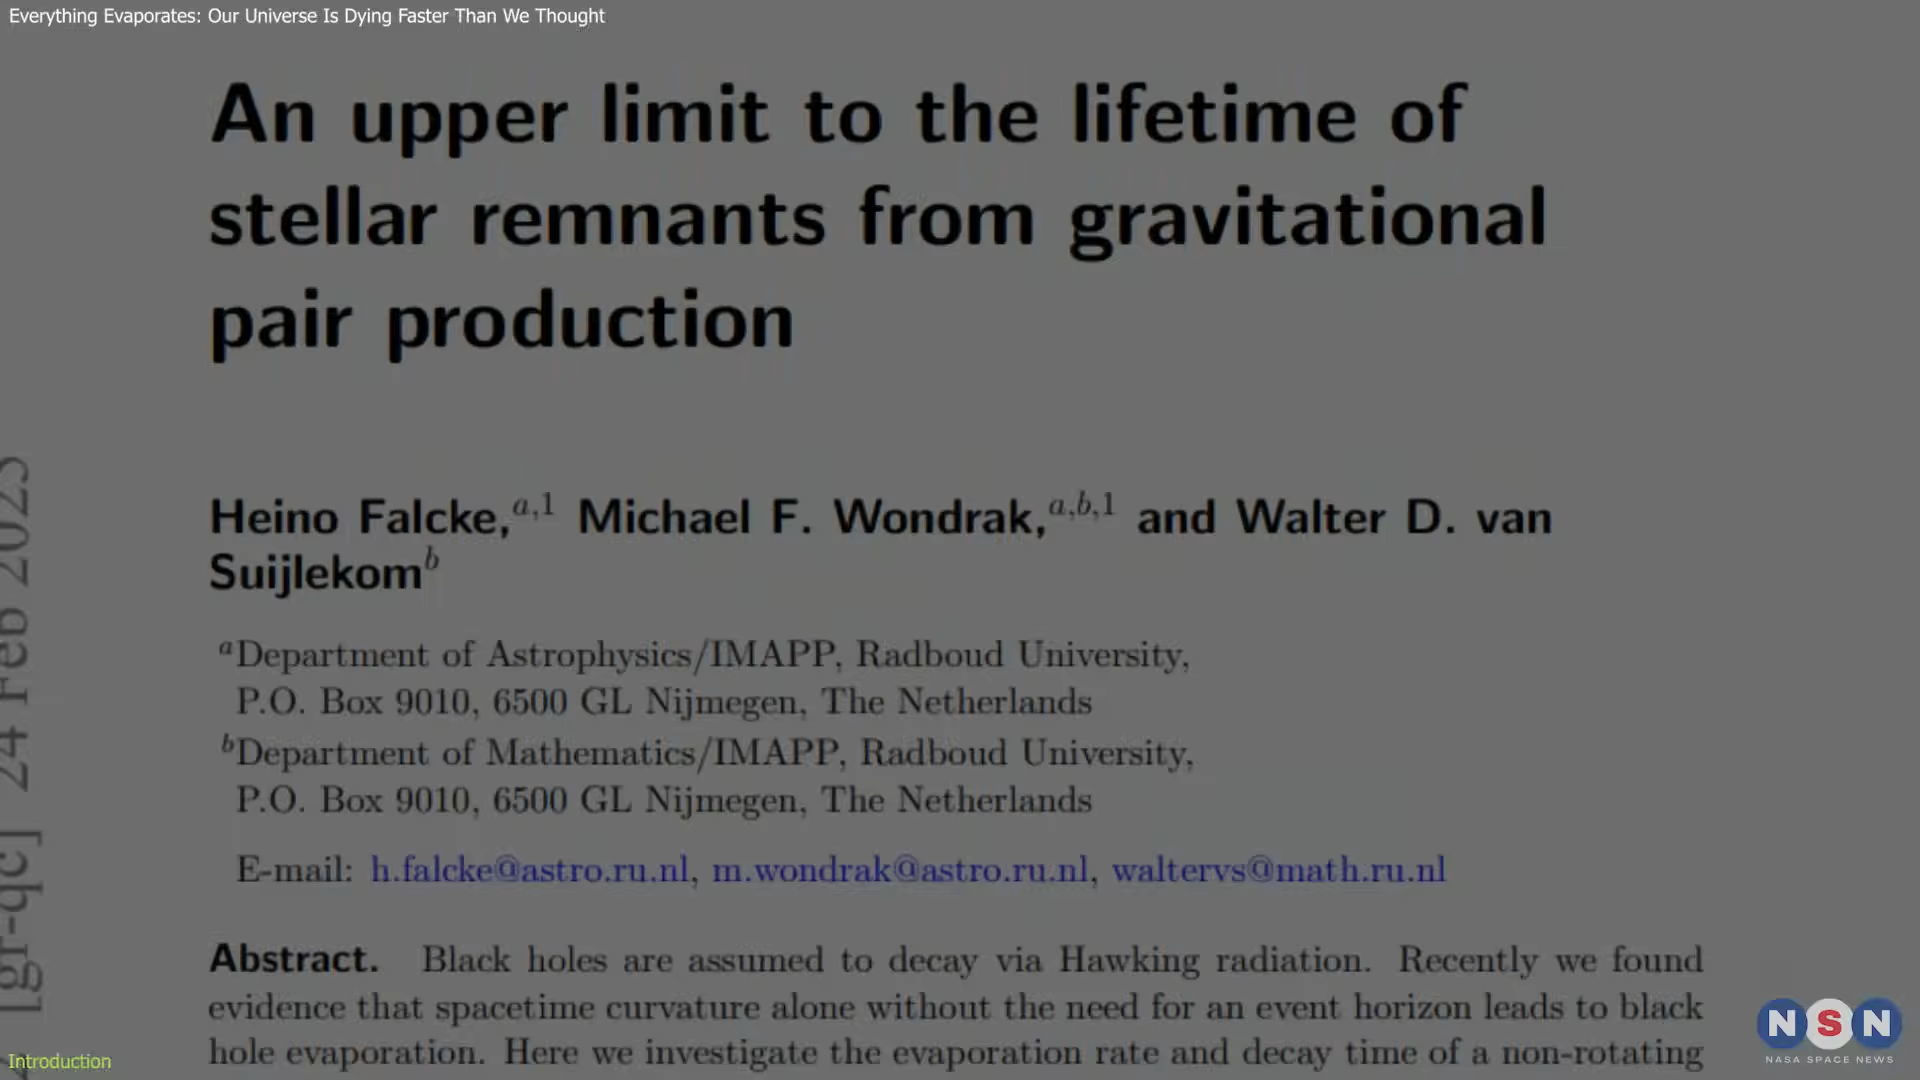 Everything Evaporates: Our Universe Is Dying Faster Than We Thought
An upper limit to the lifetime of
stellar remnants from gravitational
pair production
Heino Falcke,a,1 Michael F. Wondrak,a,b,1 and Walter D. van
Suijlekomb
aDepartment of Astrophysics/IMAPP, Radboud University,
P.O. Box 9010, 6500 GL Nijmegen, The Netherlands
bDepartment of Mathematics/IMAPP, Radboud University,
P.O. Box 9010, 6500 GL Nijmegen, The Netherlands
E-mail: h.falcke@astro.ru.nl, m.wondrak@astro.ru.nl, waltervs@math.ru.nl
Abstract. Black holes are assumed to decay via Hawking radiation. Recently we found
evidence that spacetime curvature alone without the need for an event horizon leads to black
hole evaporation. Here we investigate the evaporation rate and decay time of a non-rotating
[gr-qc] 24 Feb 2025
Introduction
NSN
NASA SPACE NEWS